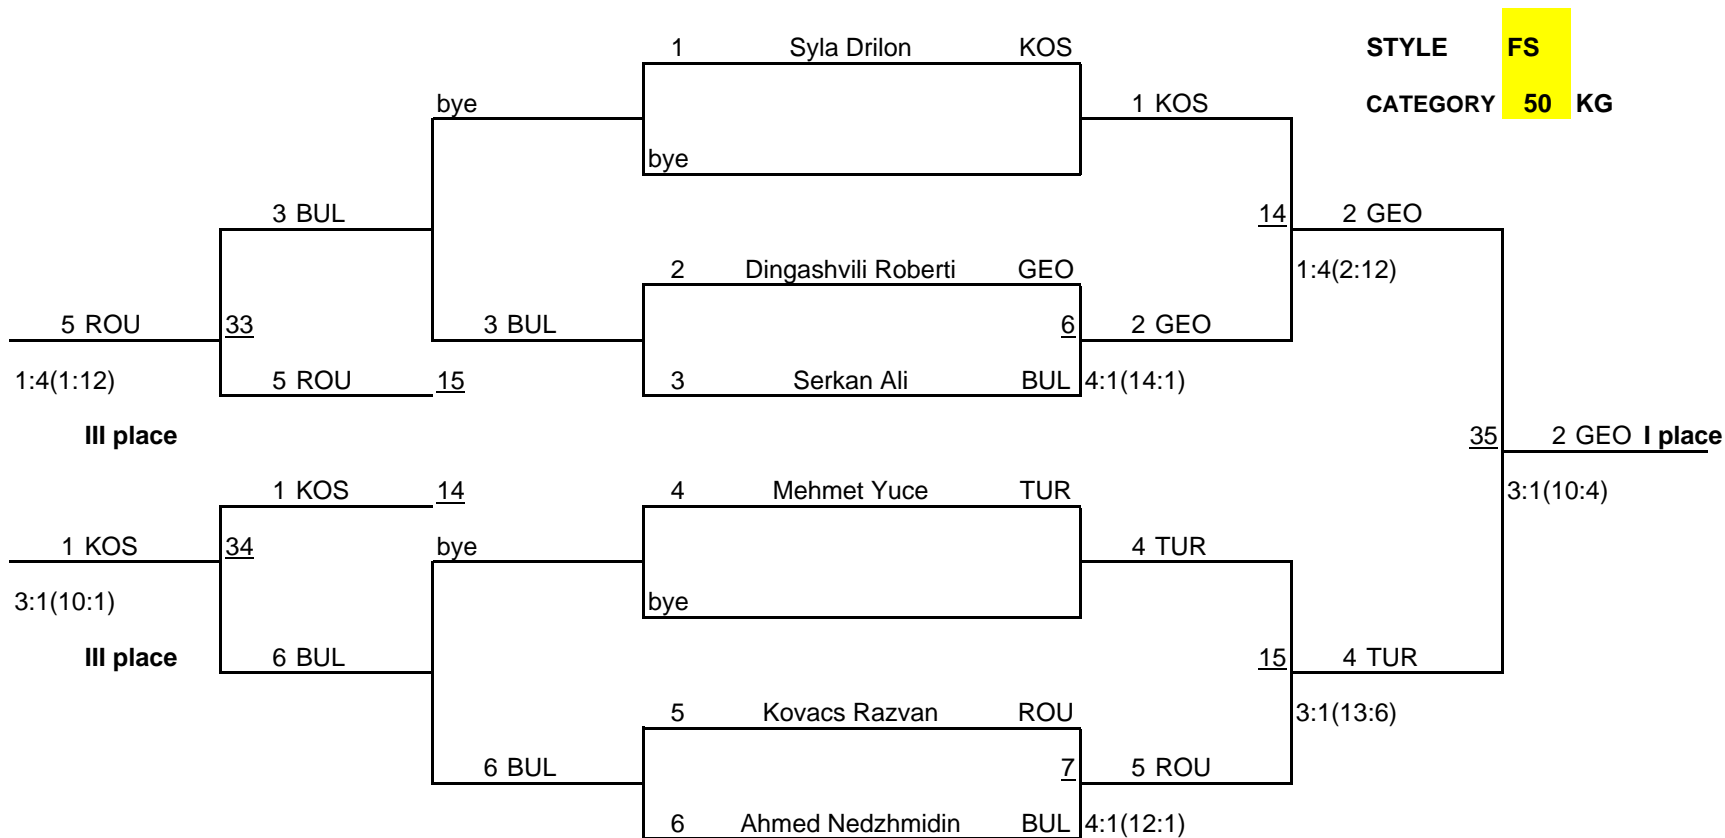 1 Syla Drilon KOS STYLE FS
bye 1 KOS CATEGORY 50 KG
bye
3 BUL 14 2 GEO
2 Dingashvili Roberti GEO 1:4(2:12)
5 ROU 33 3 BUL 6 2 GEO
1:4(1:12) 5 ROU 15 3 Serkan Ali BUL 4:1(14:1)
III place 35 2 GEO I place
1 KOS 14 4 Mehmet Yuce TUR 3:1(10:4)
1 KOS 34 bye 4 TUR
3:1(10:1) bye
III place 6 BUL 15 4 TUR
5 Kovacs Razvan ROU 3:1(13:6)
6 BUL 7 5 ROU
6 Ahmed Nedzhmidin BUL 4:1(12:1)